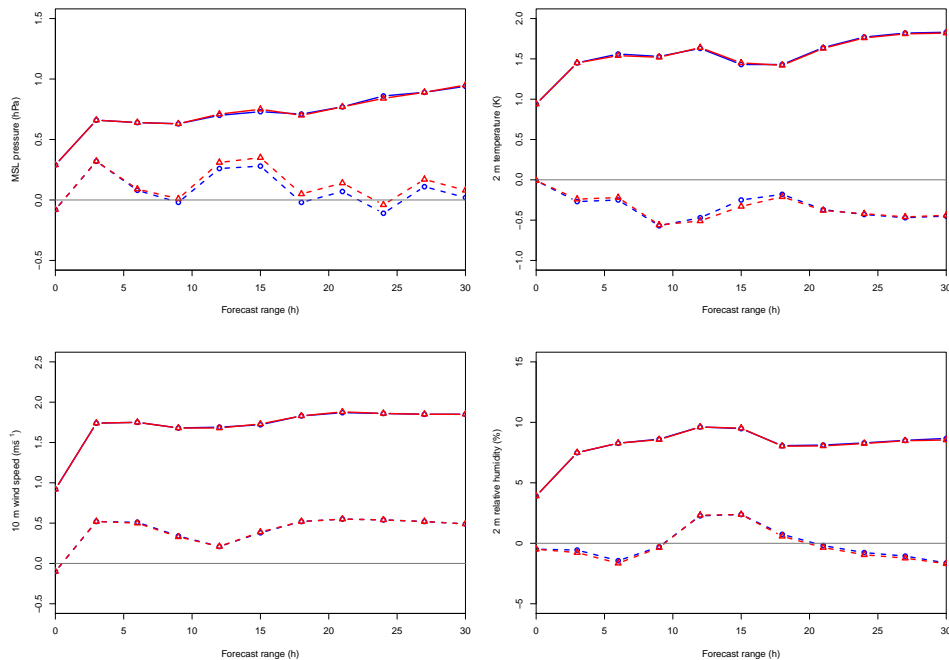 MSL pressure (hPa)
1.5
1.0
0.5
0.0
−0.5
0 5 10 15 20 25 30
Forecast range (h)
2 m temperature (K)
2.0
1.5
1.0
0.5
0.0
−0.5
−1.0
0 5 10 15 20 25 30
Forecast range (h)
10 m wind speed (ms⁻¹)
2.5
2.0
1.5
1.0
0.5
0.0
−0.5
0 5 10 15 20 25 30
Forecast range (h)
2 m relative humidity (%)
15
10
5
0
−5
0 5 10 15 20 25 30
Forecast range (h)